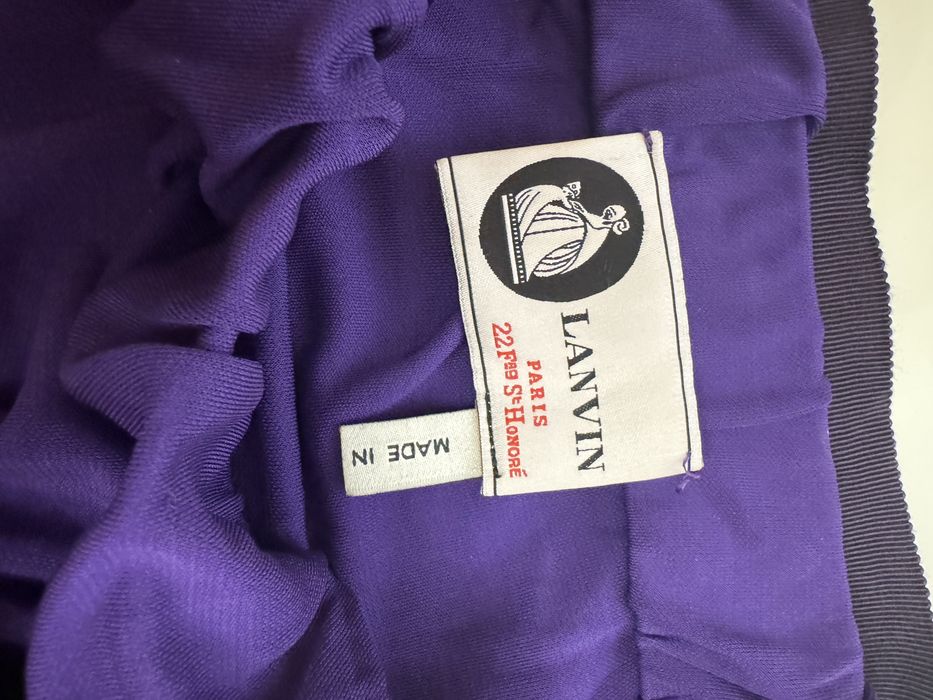 LANVIN
PARIS
22 Fbg St Honoré
MADE IN